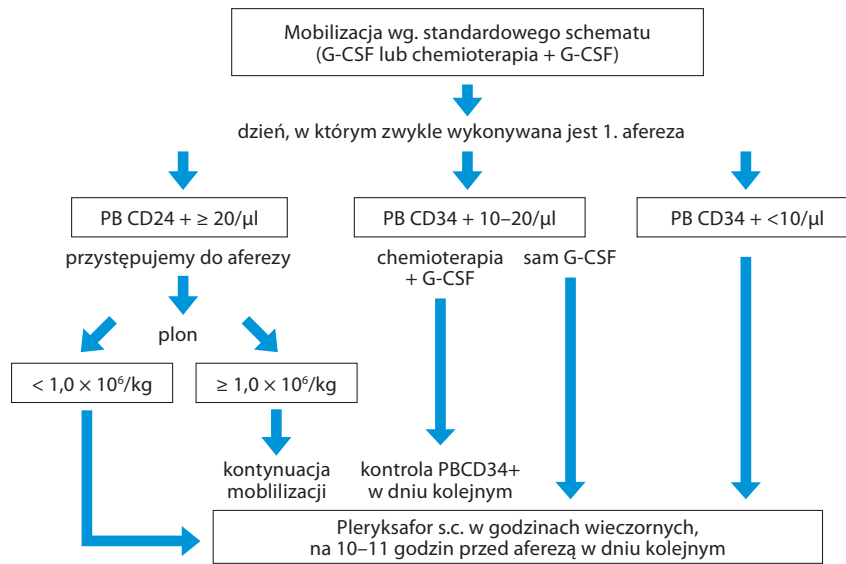 Mobilizacja wg. standardowego schematu
(G-CSF lub chemioterapia + G-CSF)
dzień, w którym zwykle wykonywana jest 1. afereza
PB CD24 + ≥ 20/μl
PB CD34 + 10–20/μl
PB CD34 + <10/μl
przystępujemy do aferezy
chemioterapia
+ G-CSF
sam G-CSF
plon
< 1,0 × 10⁶/kg
≥ 1,0 × 10⁶/kg
kontynuacja
moblilizacji
kontrola PBCD34+
w dniu kolejnym
Pleryksafor s.c. w godzinach wieczornych,
na 10–11 godzin przed aferezą w dniu kolejnym